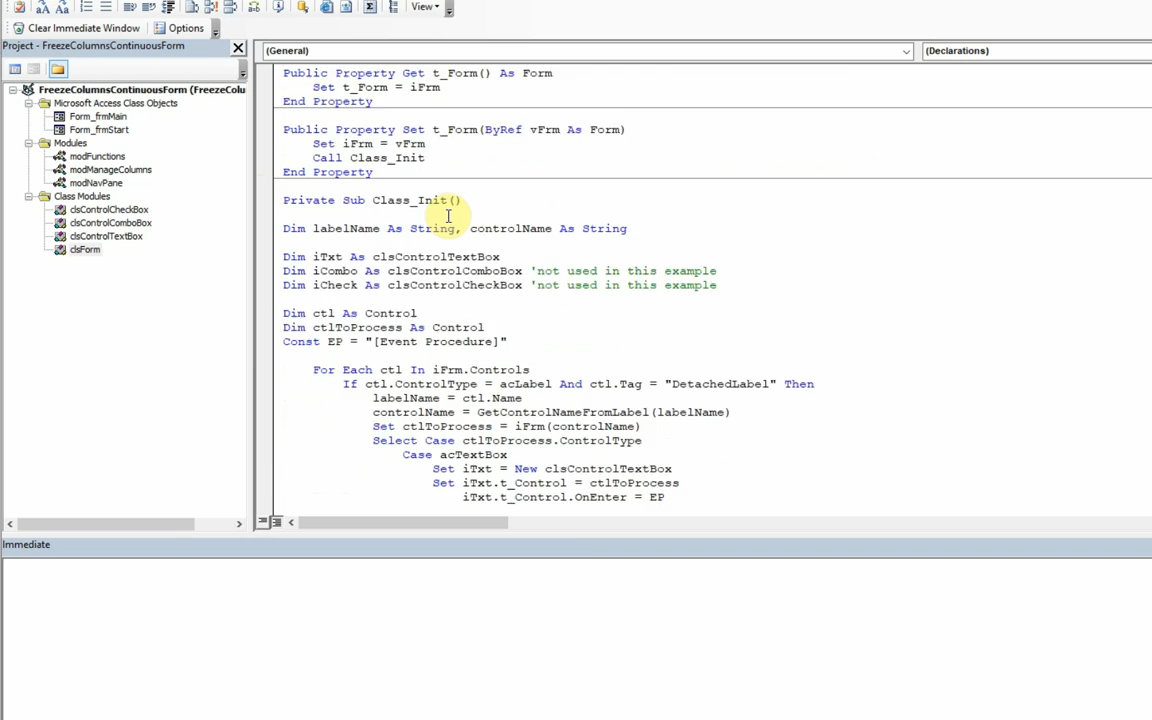 View
Clear Immediate Window
Options
Project - FreezeColumnsContinuousForm
FreezeColumnsContinuousForm (FreezeColu
Microsoft Access Class Objects
Form_frmMain
Form_frmStart
Modules
modFunctions
modManageColumns
modNavPane
Class Modules
clsControlCheckBox
clsControlComboBox
clsControlTextBox
clsForm
(General)
(Declarations)
Public Property Get t_Form() As Form
Set t_Form = iFrm
End Property
Public Property Set t_Form(ByRef vFrm As Form)
Set iFrm = vFrm
Call Class_Init
End Property
Private Sub Class_Init()
Dim labelName As String, controlName As String
Dim iTxt As clsControlTextBox
Dim iCombo As clsControlComboBox 'not used in this example
Dim iCheck As clsControlCheckBox 'not used in this example
Dim ctl As Control
Dim ctlToProcess As Control
Const EP = "[Event Procedure]"
For Each ctl In iFrm.Controls
If ctl.ControlType = acLabel And ctl.Tag = "DetachedLabel" Then
labelName = ctl.Name
controlName = GetControlNameFromLabel(labelName)
Set ctlToProcess = iFrm(controlName)
Select Case ctlToProcess.ControlType
Case acTextBox
Set iTxt = New clsControlTextBox
Set iTxt.t_Control = ctlToProcess
iTxt.t_Control.OnEnter = EP
Immediate